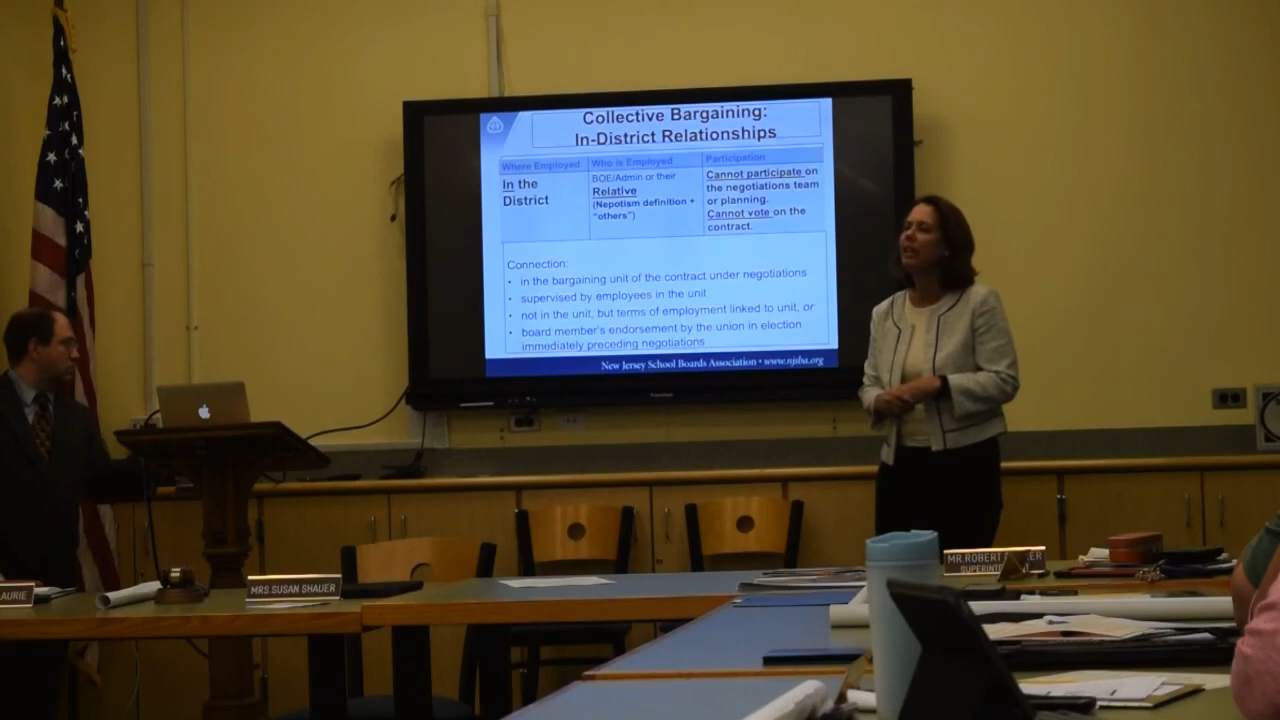 Collective Bargaining:
In-District Relationships
Where Employed
Who is Employed
Participation
In the
District
BOE/Admin or their
Relative
(Nepotism definition +
"others")
Cannot participate on
the negotiations team
or planning.
Cannot vote on the
contract.
Connection:
• in the bargaining unit of the contract under negotiations
• supervised by employees in the unit
• not in the unit, but terms of employment linked to unit, or
• board member's endorsement by the union in election
immediately preceding negotiations
New Jersey School Boards Association • www.njsba.org
AURIE
MRS SUSAN SHAUER
MR ROBERT